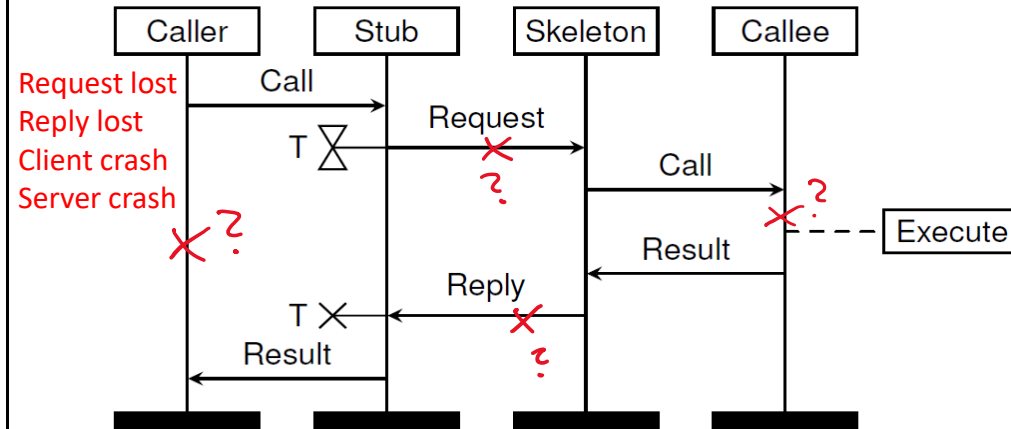 Caller Stub Skeleton Callee
Request lost
Call
Reply lost
Request
T
Client crash
Call
?
Server crash
?
?
Execute
Result
Reply
T
?
Result